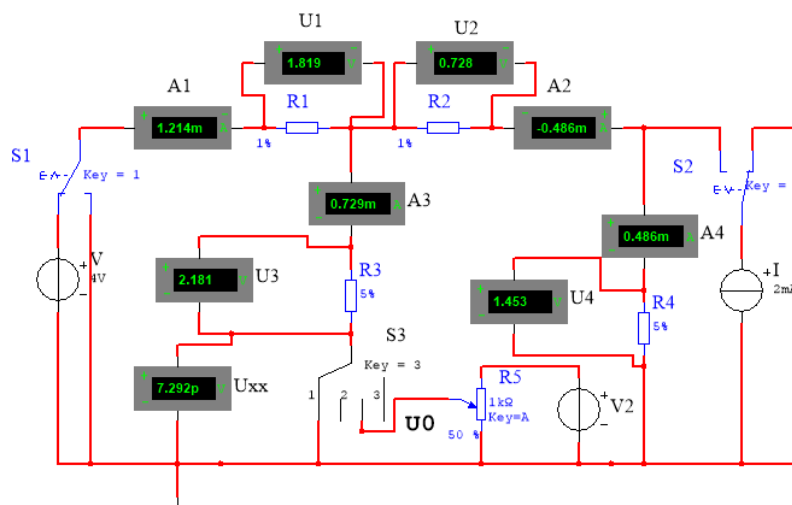 U1
U2
1.819 V
0.728 V
A1
R1
R2
A2
1.214m A
-0.486m A
1%
1%
S1
Key = 1
S2
Key =
0.729m A
A3
0.486m A
A4
V
4V
2.181 V
U3
R3
5%
1.453 V
U4
R4
5%
I
2mA
S3
Key = 3
1 2 3
7.292p V
Uxx
U0
R5
1kΩ
Key=A
50 %
V2